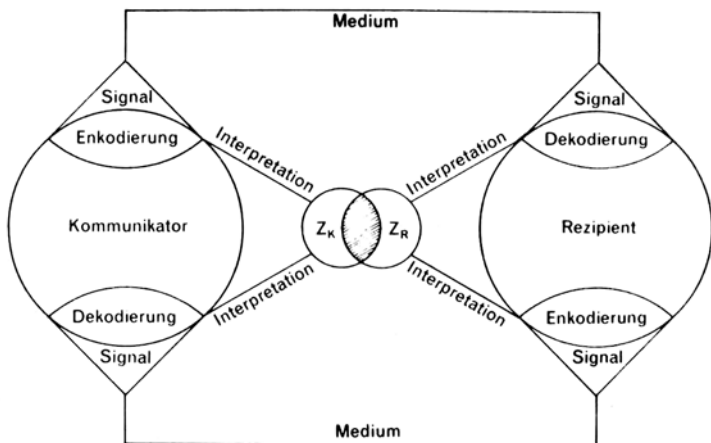 Medium
Signal
Signal
Enkodierung
Dekodierung
Interpretation
Interpretation
Kommunikator
Z_K
Z_R
Rezipient
Interpretation
Interpretation
Dekodierung
Enkodierung
Signal
Signal
Medium